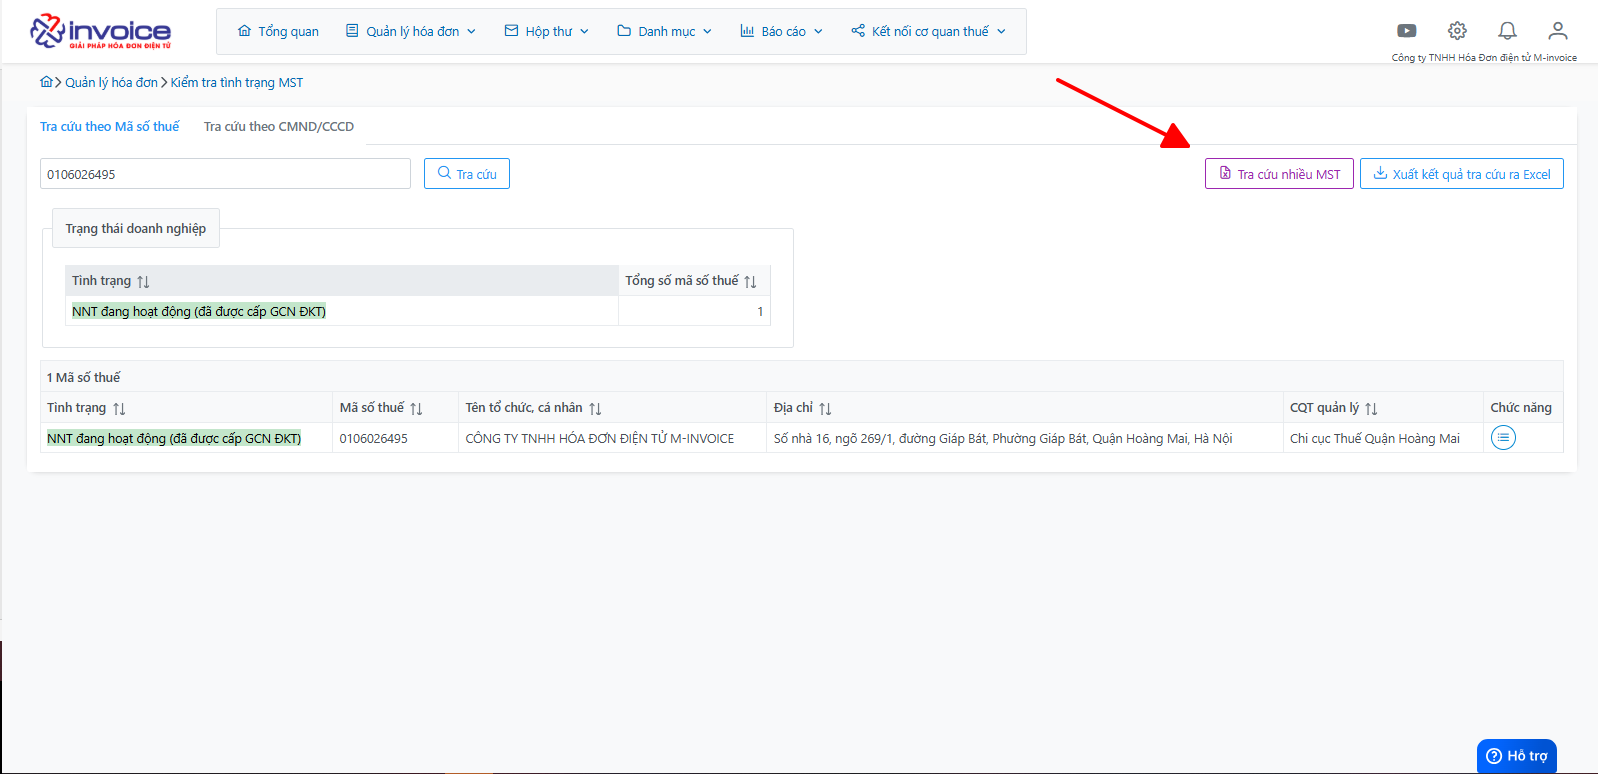 invoice
GIẢI PHÁP HÓA ĐƠN ĐIỆN TỬ
Tổng quan
Quản lý hóa đơn
Hộp thư
Danh mục
Báo cáo
Kết nối cơ quan thuế
Công ty TNHH Hóa Đơn điện tử M-invoice
Quản lý hóa đơn
Kiểm tra tình trạng MST
Tra cứu theo Mã số thuế
Tra cứu theo CMND/CCCD
0106026495
Tra cứu
Tra cứu nhiều MST
Xuất kết quả tra cứu ra Excel
Trạng thái doanh nghiệp
Tình trạng
Tổng số mã số thuế
NNT đang hoạt động (đã được cấp GCN ĐKT)
1
1 Mã số thuế
Tình trạng
Mã số thuế
Tên tổ chức, cá nhân
Địa chỉ
CQT quản lý
Chức năng
NNT đang hoạt động (đã được cấp GCN ĐKT)
0106026495
CÔNG TY TNHH HÓA ĐƠN ĐIỆN TỬ M-INVOICE
Số nhà 16, ngõ 269/1, đường Giáp Bát, Phường Giáp Bát, Quận Hoàng Mai, Hà Nội
Chi cục Thuế Quận Hoàng Mai
Hỗ trợ